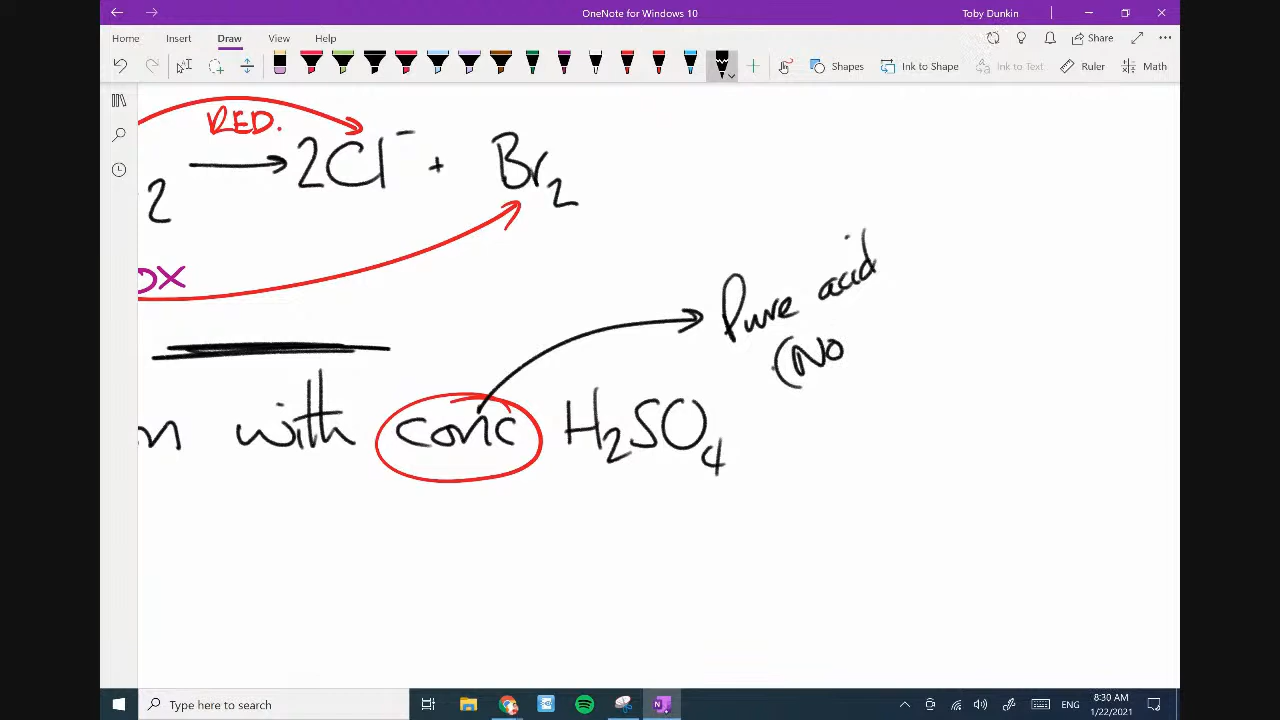 OneNote for Windows 10
Toby Dunkin
Home Insert Draw View Help
Share
Shapes Ink to Shape Ink to Text Ruler Math
RED.
2 → 2Cl⁻ + Br₂
OX
Pure acid
(No
n with conc H₂SO₄
Type here to search
ENG
8:30 AM
1/22/2021